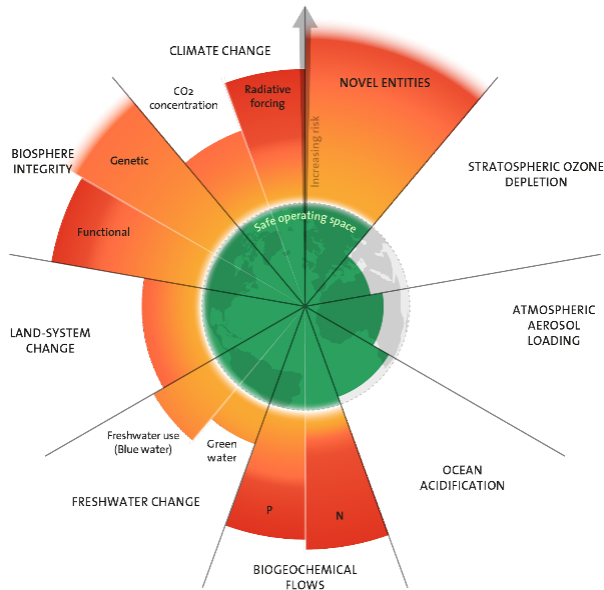 CLIMATE CHANGE
CO2
concentration
Radiative
forcing
NOVEL ENTITIES
Increasing risk
BIOSPHERE
INTEGRITY
Genetic
Functional
STRATOSPHERIC OZONE
DEPLETION
Safe operating space
LAND-SYSTEM
CHANGE
ATMOSPHERIC
AEROSOL
LOADING
Freshwater use
(Blue water)
Green
water
FRESHWATER CHANGE
P
N
OCEAN
ACIDIFICATION
BIOGEOCHEMICAL
FLOWS